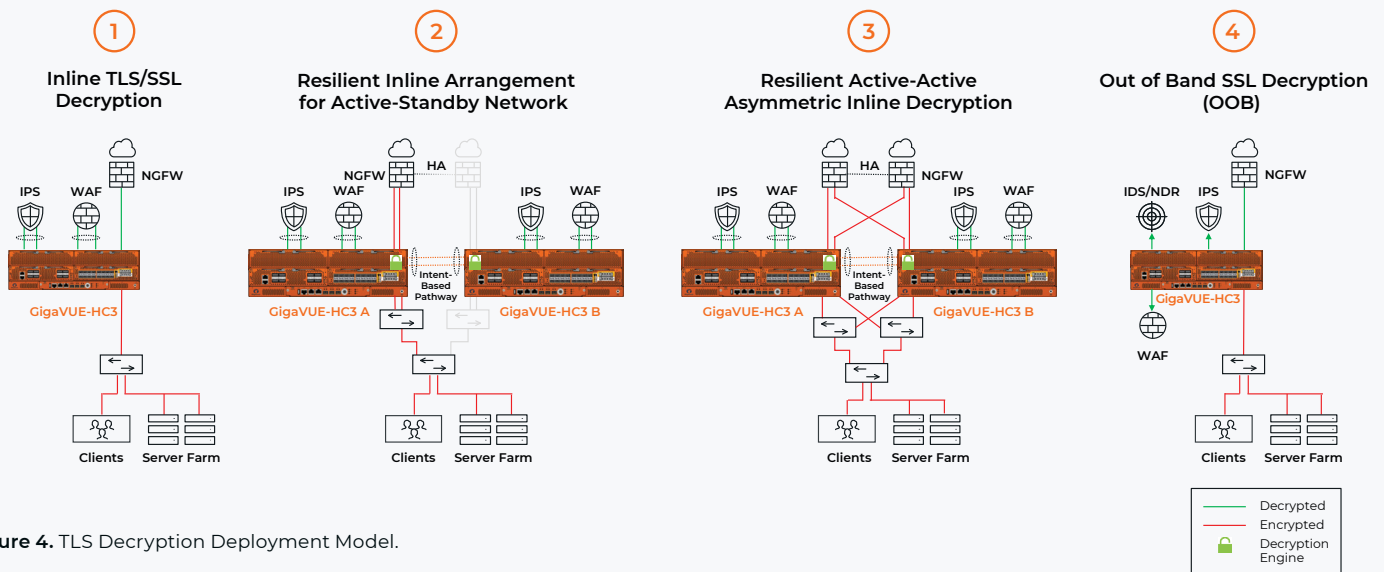 1
Inline TLS/SSL
Decryption
NGFW
IPS
WAF
GigaVUE-HC3
Clients
Server Farm
2
Resilient Inline Arrangement
for Active-Standby Network
HA
NGFW
IPS
WAF
IPS
WAF
Intent-
Based
Pathway
GigaVUE-HC3 A
GigaVUE-HC3 B
Clients
Server Farm
3
Resilient Active-Active
Asymmetric Inline Decryption
HA
NGFW
IPS
WAF
IPS
WAF
Intent-
Based
Pathway
GigaVUE-HC3 A
GigaVUE-HC3 B
Clients
Server Farm
4
Out of Band SSL Decryption
(OOB)
NGFW
IDS/NDR
IPS
GigaVUE-HC3
WAF
Clients
Server Farm
Decrypted
Encrypted
Decryption
Engine
ure 4. TLS Decryption Deployment Model.